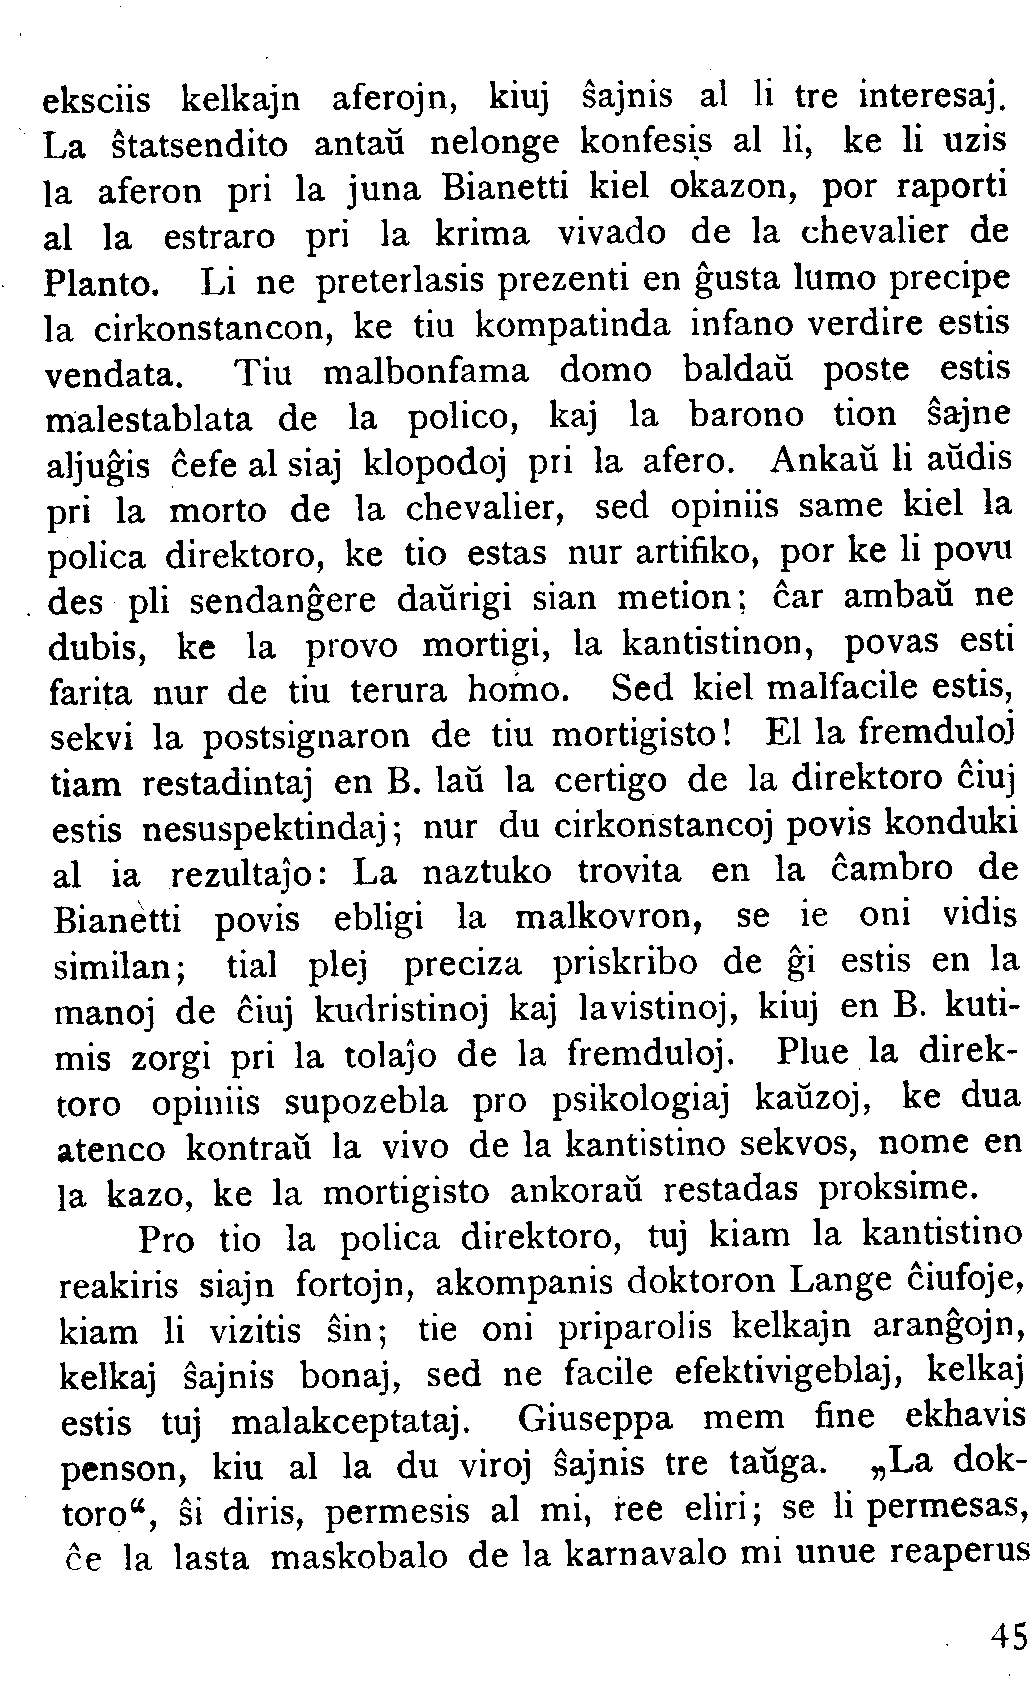 eksciis kelkajn aferojn, kiuj ŝajnis al li tre interesaj.
La ŝtatsendito antaŭ nelonge konfesis al li, ke li uzis
la aferon pri la juna Bianetti kiel okazon, por raporti
al la estraro pri la krima vivado de la chevalier de
Planto. Li ne preterlasis prezenti en ĝusta lumo precipe
la cirkonstancon, ke tiu kompatinda infano verdire estis
vendata. Tiu malbonfama domo baldaŭ poste estis
malestablata de la polico, kaj la barono tion ŝajne
aljuĝis ĉefe al siaj klopodoj pri la afero. Ankaŭ li aŭdis
pri la morto de la chevalier, sed opiniis same kiel la
polica direktoro, ke tio estas nur artifiko, por ke li povu
des pli sendanĝere daŭrigi sian metion; ĉar ambaŭ ne
dubis, ke la provo mortigi, la kantistinon, povas esti
farita nur de tiu terura homo. Sed kiel malfacile estis,
sekvi la postsignaron de tiu mortigisto! El la fremduloj
tiam restadintaj en B. laŭ la certigo de la direktoro ĉiuj
estis nesuspektindaj; nur du cirkonstancoj povis konduki
al ia rezultaĵo: La naztuko trovita en la ĉambro de
Bianetti povis ebligi la malkovron, se ie oni vidis
similan; tial plej preciza priskribo de ĝi estis en la
manoj de ĉiuj kudristinoj kaj lavistinoj, kiuj en B. kuti-
mis zorgi pri la tolaĵo de la fremduloj. Plue la direk-
toro opiniis supozebla pro psikologiaj kaŭzoj, ke dua
atenco kontraŭ la vivo de la kantistino sekvos, nome en
la kazo, ke la mortigisto ankoraŭ restadas proksime.
Pro tio la polica direktoro, tuj kiam la kantistino
reakiris siajn fortojn, akompanis doktoron Lange ĉiufoje,
kiam li vizitis ŝin; tie oni priparolis kelkajn aranĝojn,
kelkaj ŝajnis bonaj, sed ne facile efektivigeblaj, kelkaj
estis tuj malakceptataj. Giuseppa mem fine ekhavis
penson, kiu al la du viroj ŝajnis tre taŭga. „La dok-
toro“, ŝi diris, permesis al mi, ree eliri; se li permesas,
ĉe la lasta maskobalo de la karnavalo mi unue reaperus
45